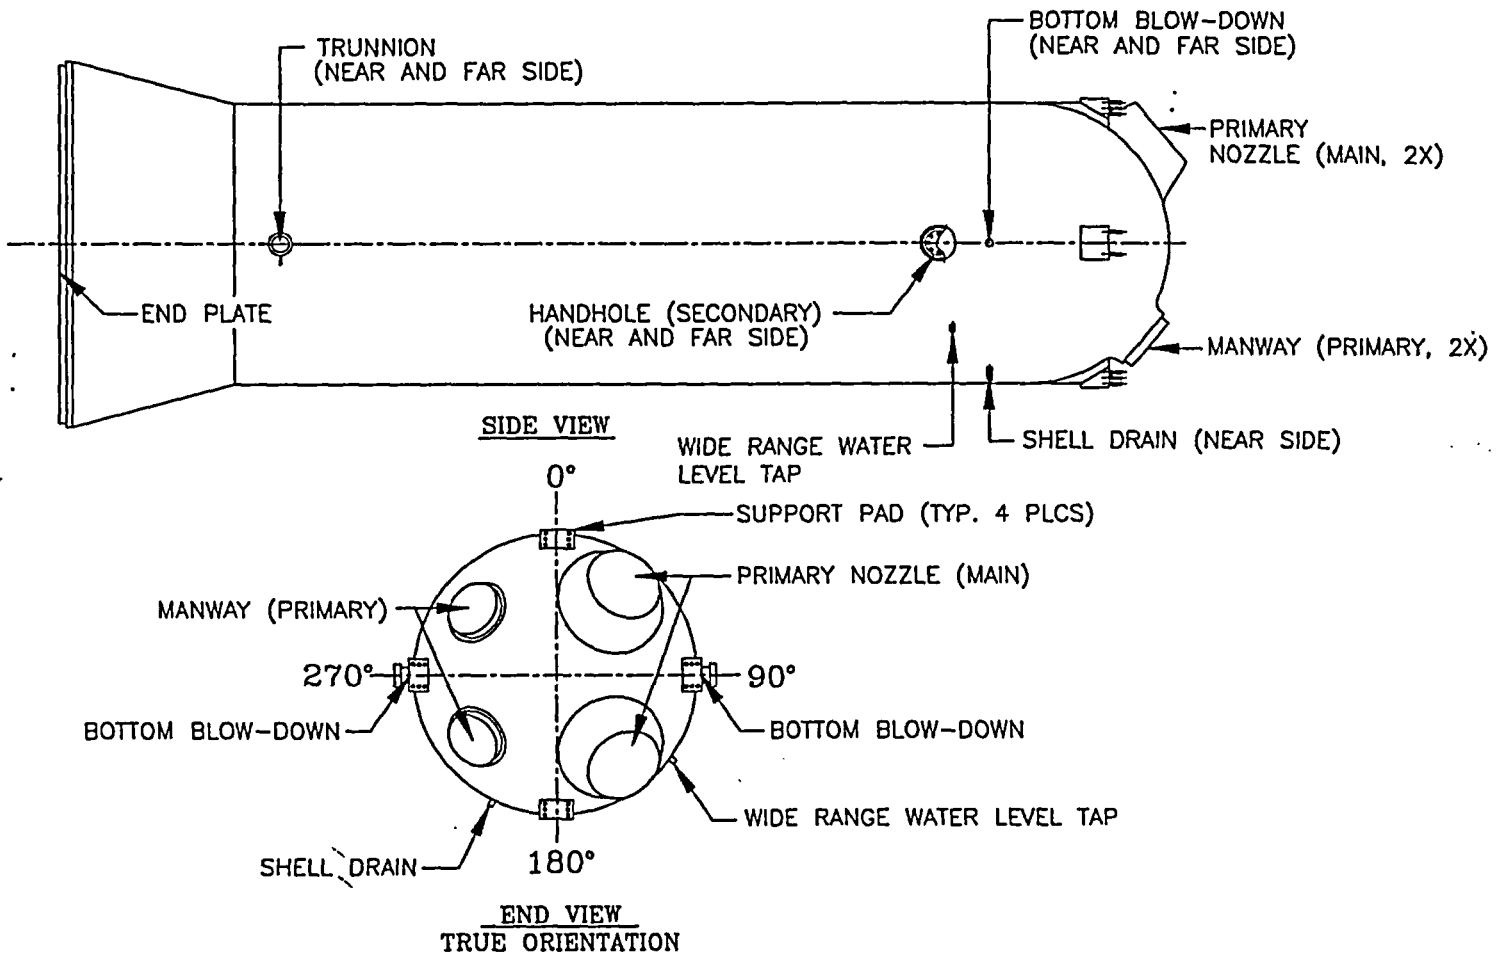 BOTTOM BLOW-DOWN
(NEAR AND FAR SIDE)
TRUNNION
(NEAR AND FAR SIDE)
PRIMARY
NOZZLE (MAIN, 2X)
END PLATE
HANDHOLE (SECONDARY)
(NEAR AND FAR SIDE)
MANWAY (PRIMARY, 2X)
SIDE VIEW
WIDE RANGE WATER
LEVEL TAP
SHELL DRAIN (NEAR SIDE)
0°
SUPPORT PAD (TYP. 4 PLCS)
PRIMARY NOZZLE (MAIN)
MANWAY (PRIMARY)
270°
90°
BOTTOM BLOW-DOWN
BOTTOM BLOW-DOWN
WIDE RANGE WATER LEVEL TAP
SHELL DRAIN
180°
END VIEW
TRUE ORIENTATION